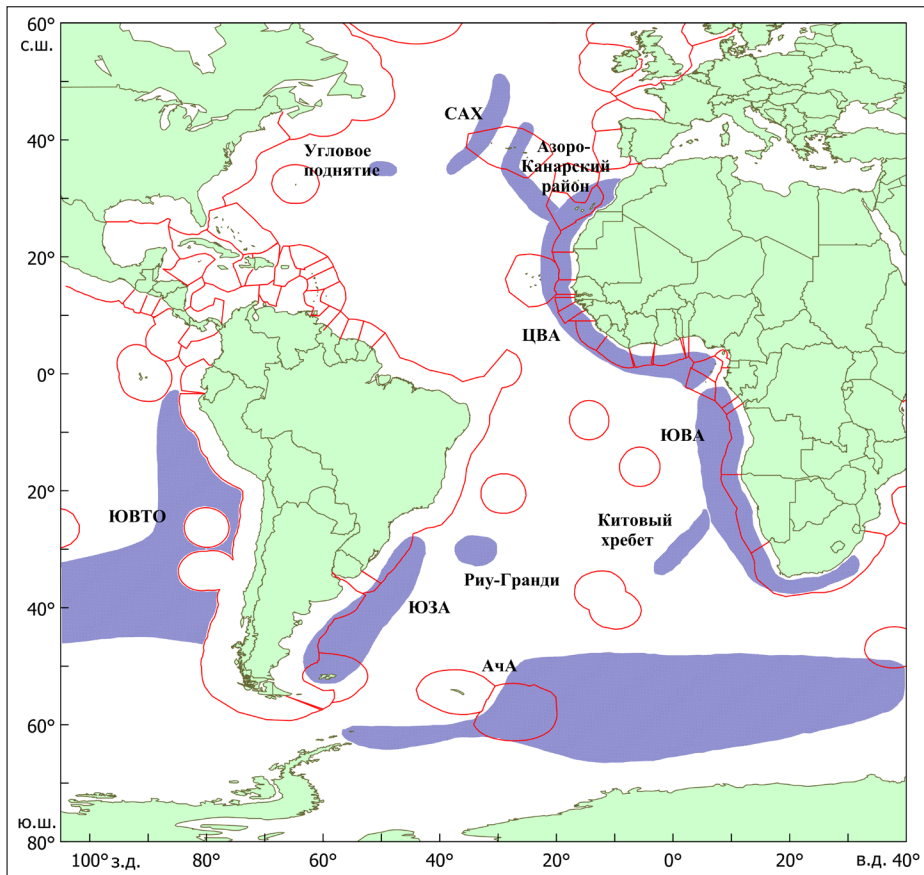 60°
с.ш.
САХ
40°
Угловое
поднятие
Азоро-
Канарский
район
20°
ЦВА
0°
ЮВА
20°
ЮВТО
Китовый
хребет
Риу-Гранди
40°
ЮЗА
АчА
60°
ю.ш.
80°
100° з.д. 80° 60° 40° 20° 0° 20° в.д. 40°